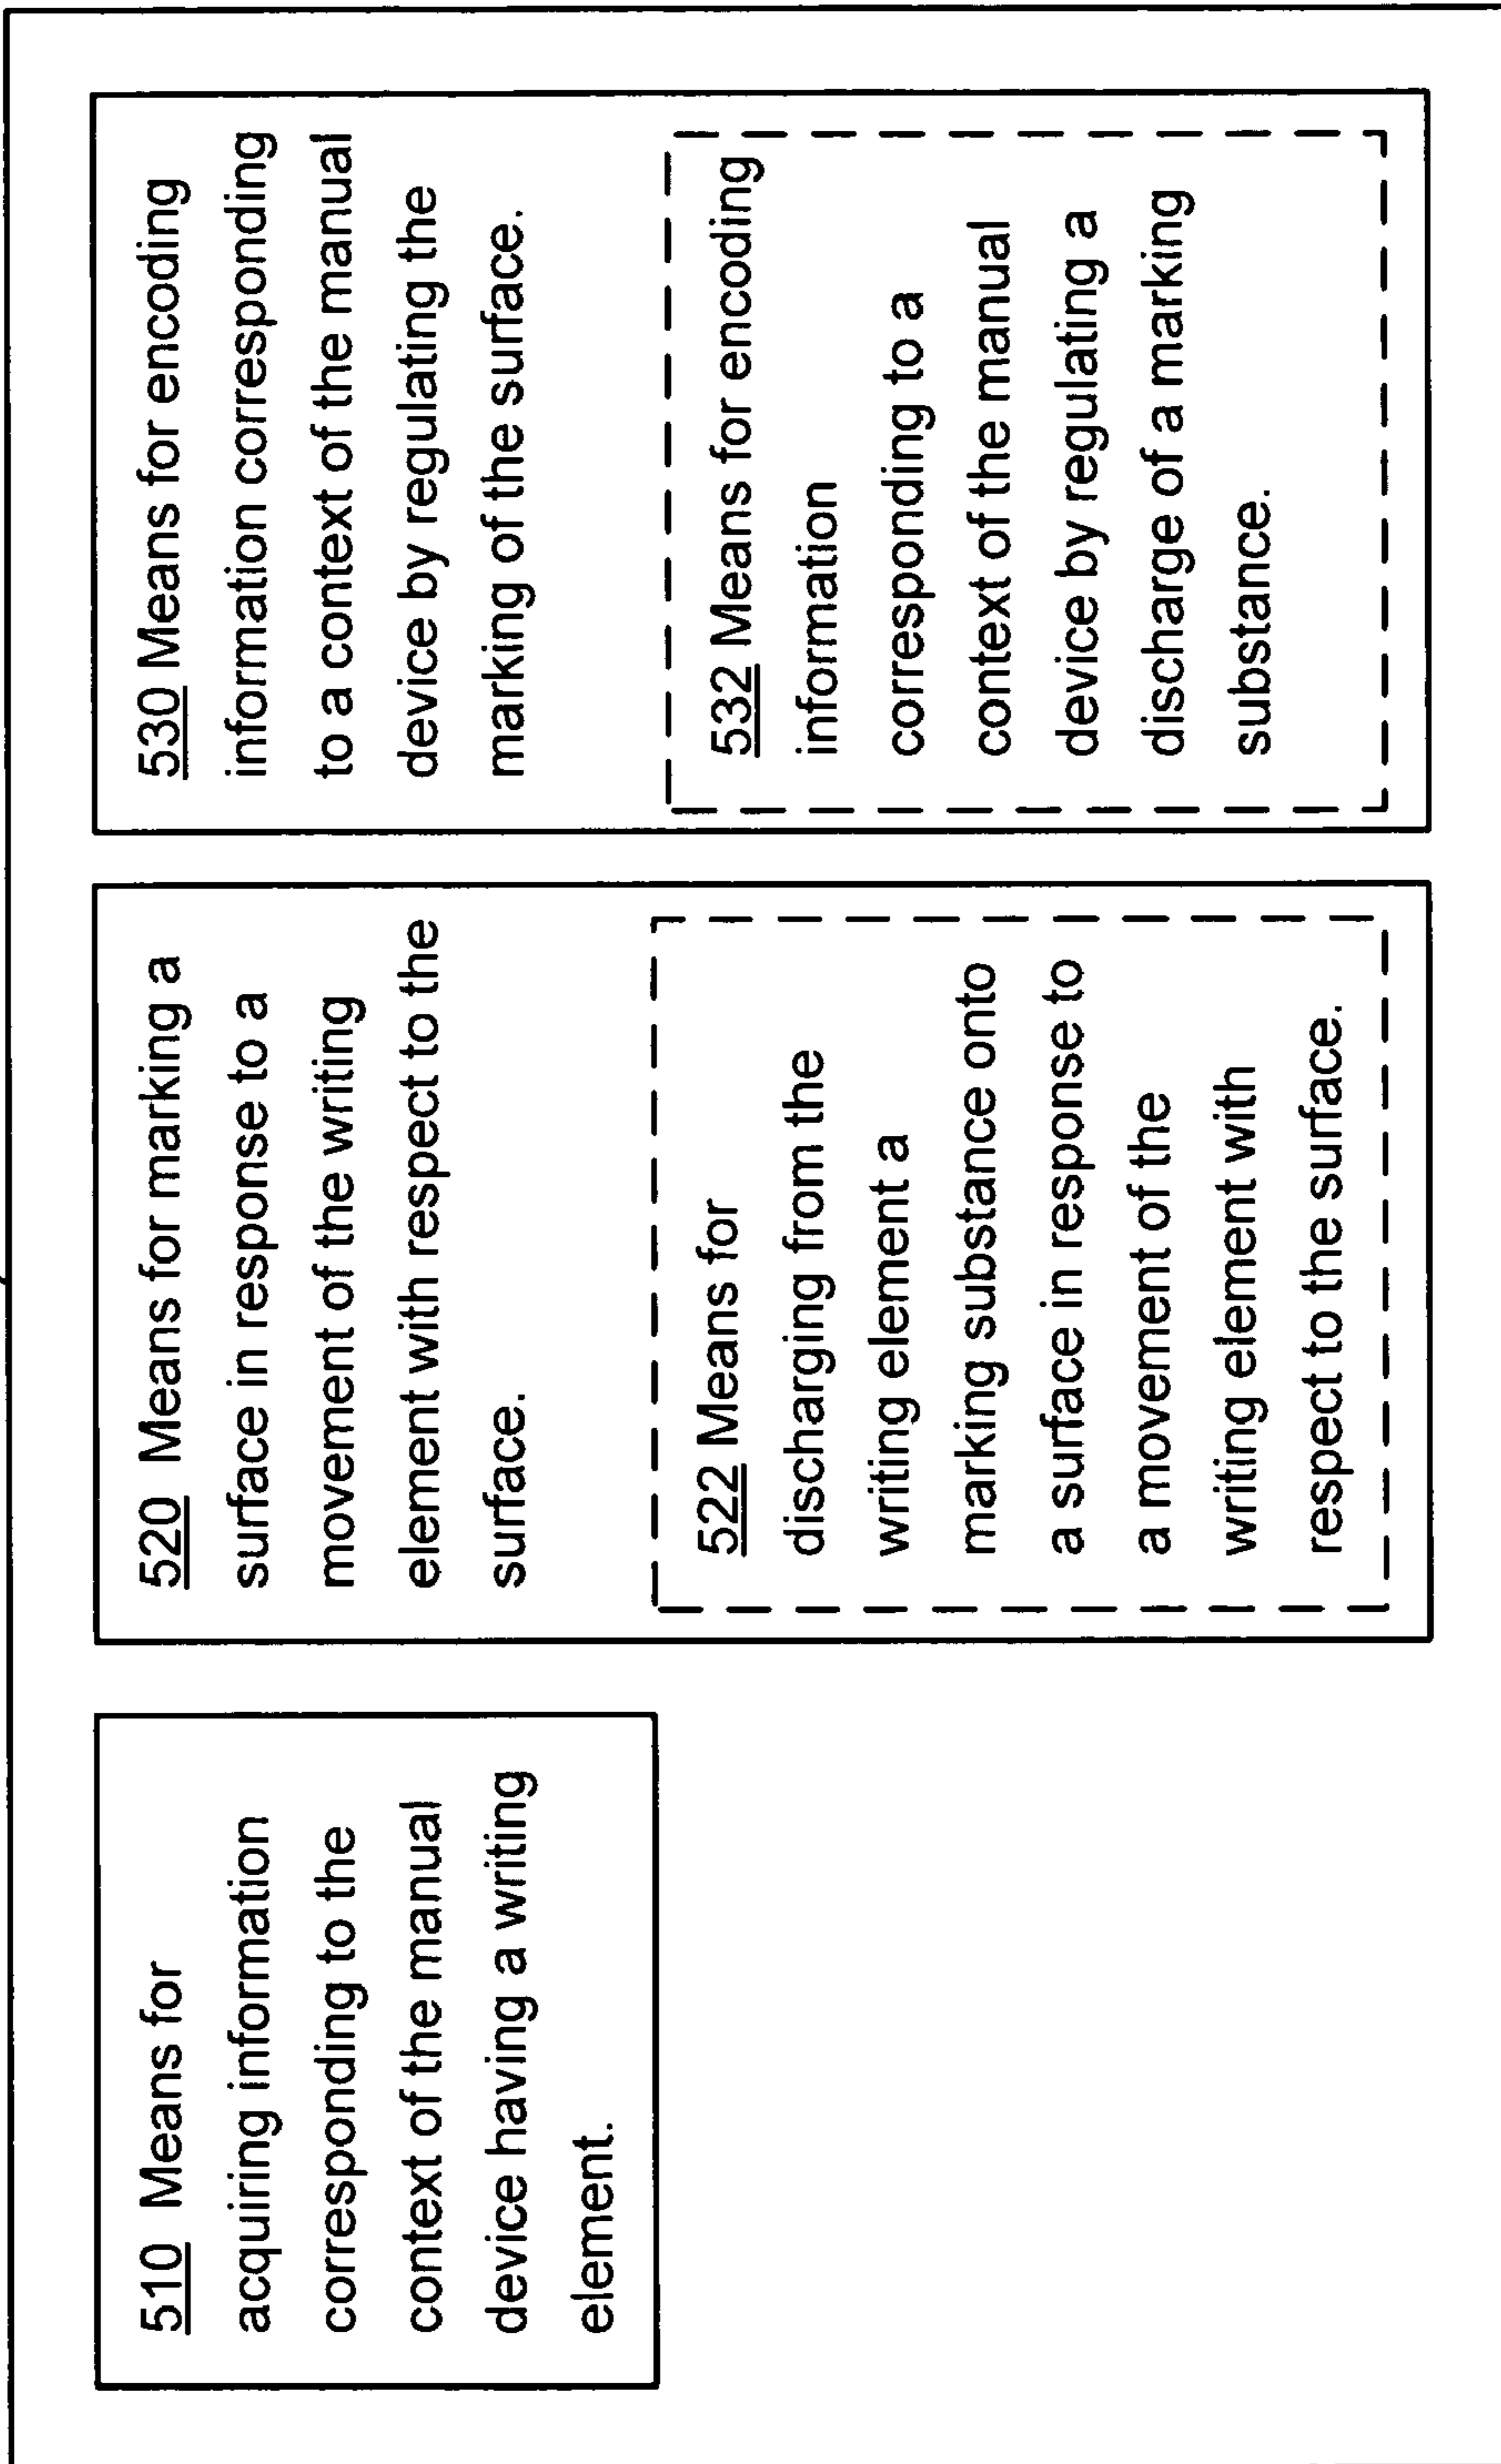 510 Means for
acquiring information
corresponding to the
context of the manual
device having a writing
element.
520 Means for marking a
surface in response to a
movement of the writing
element with respect to the
surface.
522 Means for
discharging from the
writing element a
marking substance onto
a surface in response to
a movement of the
writing element with
respect to the surface.
530 Means for encoding
information corresponding
to a context of the manual
device by regulating the
marking of the surface.
532 Means for encoding
information
corresponding to a
context of the manual
device by regulating a
discharge of a marking
substance.